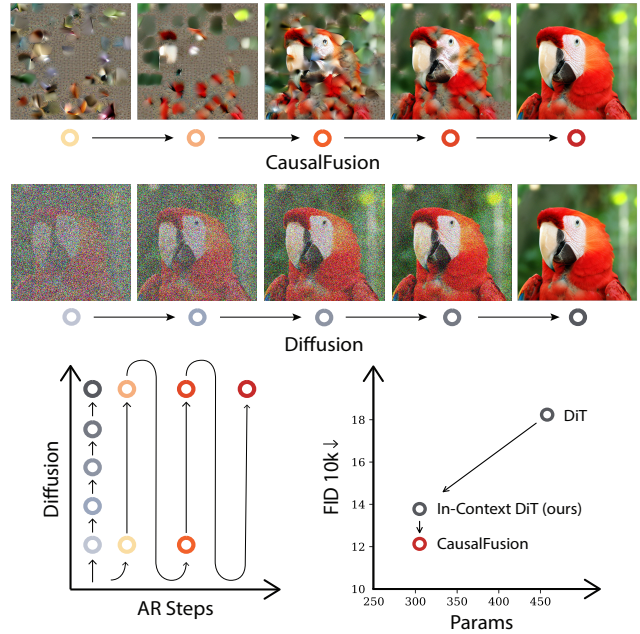 CausalFusion
Diffusion
Diffusion
AR Steps
FID 10k ↓
18
16
14
12
10
250
300
350
400
450
Params
DiT
In-Context DiT (ours)
CausalFusion